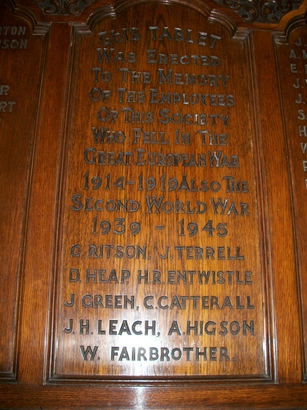 THIS TABLET
WAS ERECTED
TO THE MEMORY
OF THE EMPLOYEES
OF THIS SOCIETY
WHO FELL IN THE
GREAT EUROPEAN WAR
1914-1919 ALSO THE
SECOND WORLD WAR
1939 - 1945
G. RITSON, J. TERRELL
D. HEAP, H.R. ENTWISTLE
J. GREEN, C. CATTERALL
J.H. LEACH, A. HIGSON
W. FAIRBROTHER